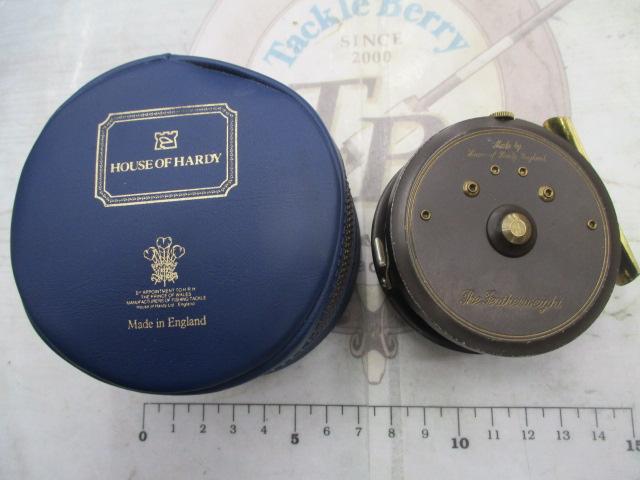 Tackle Berry
SINCE
2000
TB
HOUSE OF HARDY
BY APPOINTMENT TO H.R.H.
THE PRINCE OF WALES
MANUFACTURERS OF FISHING TACKLE
House of Hardy Ltd England
Made in England
Made by
House of Hardy England
The Featherweight
0 1 2 3 4 5 6 7 8 9 10 11 12 13 14 15